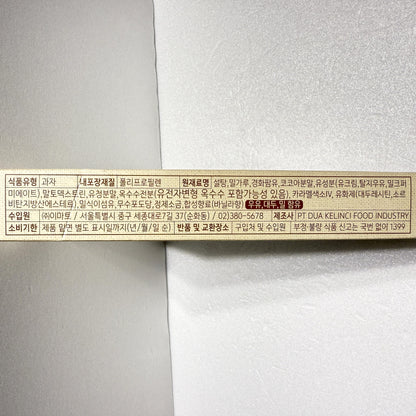 식품유형 과자 내포장재질 폴리프로필렌 원재료명 설탕,밀가루,경화팜유,코코아분말,유성분(유크림,탈지우유,밀크퍼
미에이트),말토덱스트린,유청분말,옥수수전분(유전자변형 옥수수 포함가능성 있음),카라멜색소IV,유화제(대두레시틴,소르
비탄지방산에스테르),밀식이섬유,무수포도당,정제소금,합성향료(바닐라향) 우유,대두,밀 함유
수입원 ㈜이마토 / 서울특별시 중구 세종대로7길 37(순화동) / 02)380-5678 제조사 PT DUA KELINCI FOOD INDUSTRY
소비기한 제품 밑면 별도 표시일까지(년/월/일 순) 반품 및 교환장소 구입처 및 수입원 부정·불량 식품 신고는 국번 없이 1399